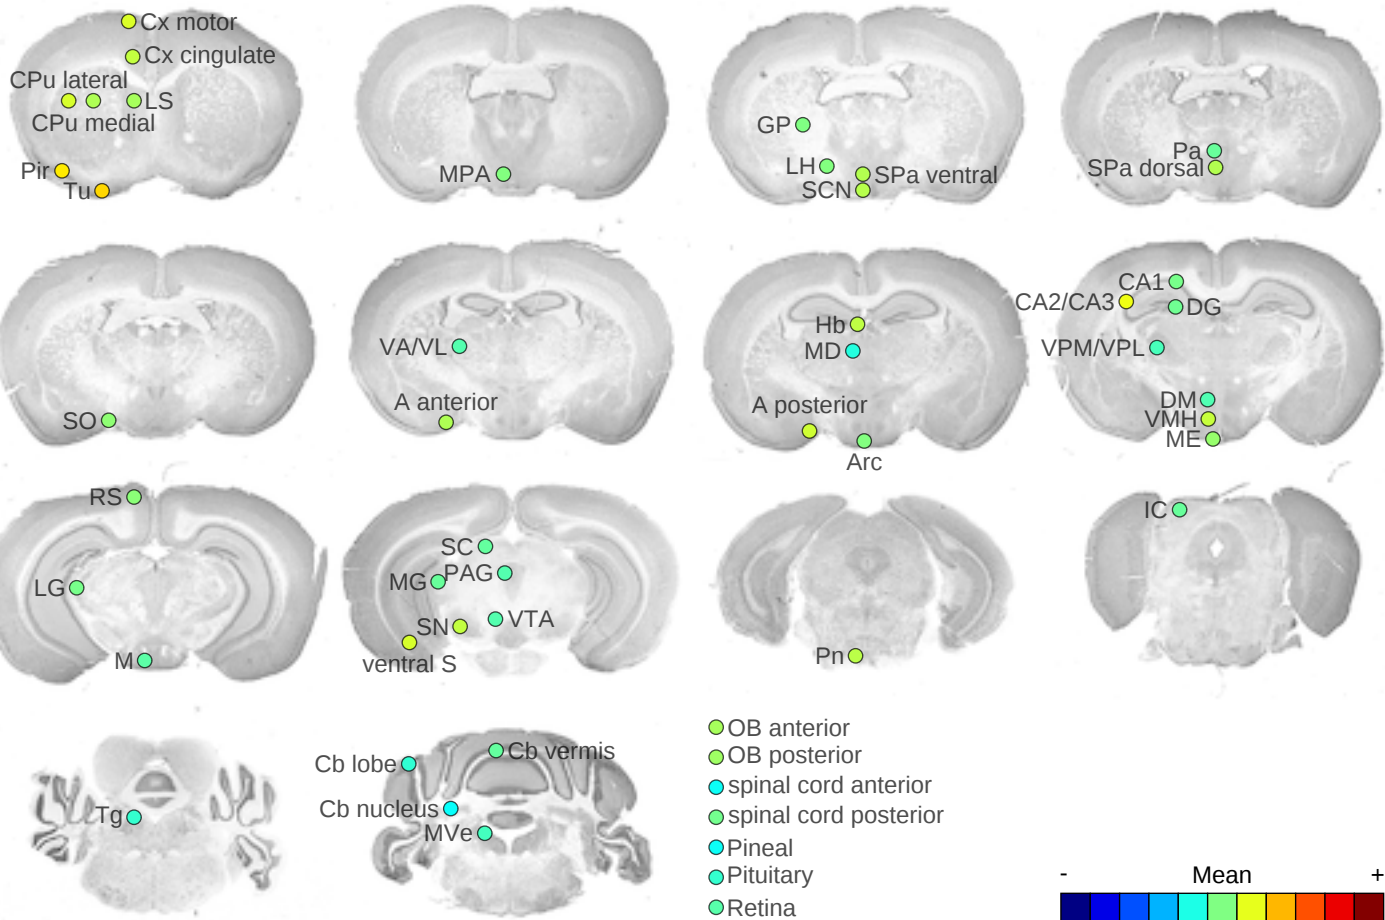 Cx motor
Cx cingulate
CPu lateral
LS
CPu medial
Pir
Tu
MPA
GP
LH
SPa ventral
SCN
Pa
SPa dorsal
SO
VA/VL
A anterior
Hb
MD
A posterior
Arc
CA1
CA2/CA3
DG
VPM/VPL
DM
VMH
ME
RS
LG
M
SC
MG
PAG
SN
VTA
ventral S
Pn
IC
Tg
Cb lobe
Cb vermis
Cb nucleus
MVe
OB anterior
OB posterior
spinal cord anterior
spinal cord posterior
Pineal
Pituitary
Retina
- Mean +